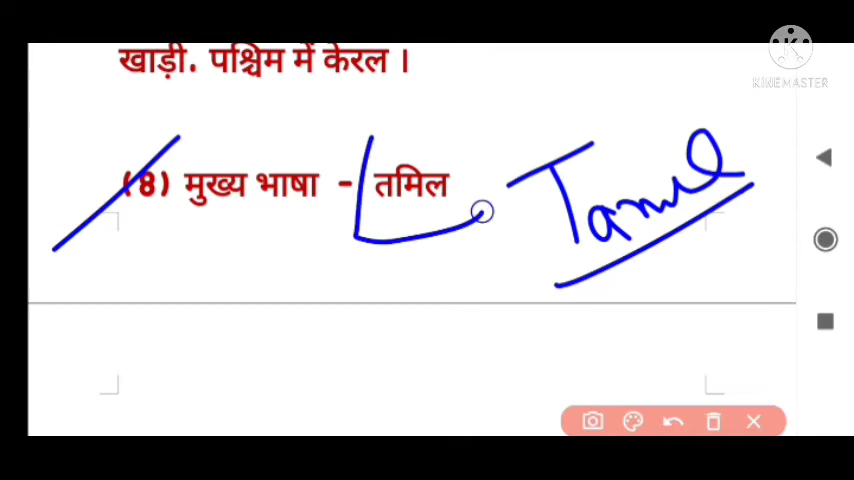 खाड़ी. पश्चिम में केरल ।
KINEMASTER
(8) मुख्य भाषा - तमिल
Tamil